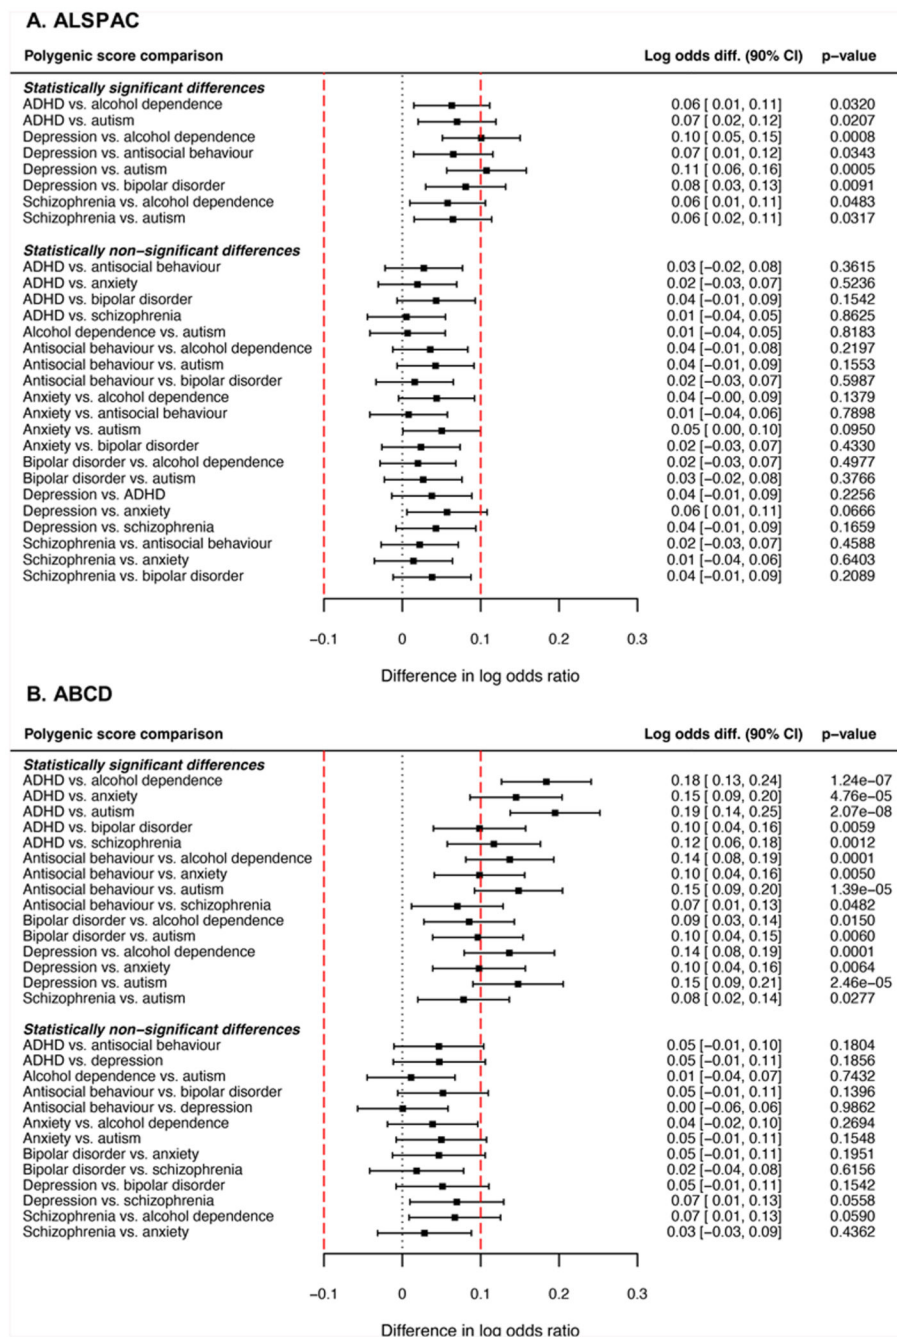 A. ALSPAC
Polygenic score comparison Log odds diff. (90% CI) p−value
Statistically significant differences
ADHD vs. alcohol dependence 0.06 [ 0.01, 0.11] 0.0320
ADHD vs. autism 0.07 [ 0.02, 0.12] 0.0207
Depression vs. alcohol dependence 0.10 [ 0.05, 0.15] 0.0008
Depression vs. antisocial behaviour 0.07 [ 0.01, 0.12] 0.0343
Depression vs. autism 0.11 [ 0.06, 0.16] 0.0005
Depression vs. bipolar disorder 0.08 [ 0.03, 0.13] 0.0091
Schizophrenia vs. alcohol dependence 0.06 [ 0.01, 0.11] 0.0483
Schizophrenia vs. autism 0.06 [ 0.02, 0.11] 0.0317
Statistically non−significant differences
ADHD vs. antisocial behaviour 0.03 [−0.02, 0.08] 0.3615
ADHD vs. anxiety 0.02 [−0.03, 0.07] 0.5236
ADHD vs. bipolar disorder 0.04 [−0.01, 0.09] 0.1542
ADHD vs. schizophrenia 0.01 [−0.04, 0.05] 0.8625
Alcohol dependence vs. autism 0.01 [−0.04, 0.05] 0.8183
Antisocial behaviour vs. alcohol dependence 0.04 [−0.01, 0.08] 0.2197
Antisocial behaviour vs. autism 0.04 [−0.01, 0.09] 0.1553
Antisocial behaviour vs. bipolar disorder 0.02 [−0.03, 0.07] 0.5987
Anxiety vs. alcohol dependence 0.04 [−0.00, 0.09] 0.1379
Anxiety vs. antisocial behaviour 0.01 [−0.04, 0.06] 0.7898
Anxiety vs. autism 0.05 [ 0.00, 0.10] 0.0950
Anxiety vs. bipolar disorder 0.02 [−0.03, 0.07] 0.4330
Bipolar disorder vs. alcohol dependence 0.02 [−0.03, 0.07] 0.4977
Bipolar disorder vs. autism 0.03 [−0.02, 0.08] 0.3766
Depression vs. ADHD 0.04 [−0.01, 0.09] 0.2256
Depression vs. anxiety 0.06 [ 0.01, 0.11] 0.0666
Depression vs. schizophrenia 0.04 [−0.01, 0.09] 0.1659
Schizophrenia vs. antisocial behaviour 0.02 [−0.03, 0.07] 0.4588
Schizophrenia vs. anxiety 0.01 [−0.04, 0.06] 0.6403
Schizophrenia vs. bipolar disorder 0.04 [−0.01, 0.09] 0.2089
−0.1 0 0.1 0.2 0.3
Difference in log odds ratio
B. ABCD
Polygenic score comparison Log odds diff. (90% CI) p−value
Statistically significant differences
ADHD vs. alcohol dependence 0.18 [ 0.13, 0.24] 1.24e−07
ADHD vs. anxiety 0.15 [ 0.09, 0.20] 4.76e−05
ADHD vs. autism 0.19 [ 0.14, 0.25] 2.07e−08
ADHD vs. bipolar disorder 0.10 [ 0.04, 0.16] 0.0059
ADHD vs. schizophrenia 0.12 [ 0.06, 0.18] 0.0012
Antisocial behaviour vs. alcohol dependence 0.14 [ 0.08, 0.19] 0.0001
Antisocial behaviour vs. anxiety 0.10 [ 0.04, 0.16] 0.0050
Antisocial behaviour vs. autism 0.15 [ 0.09, 0.20] 1.39e−05
Antisocial behaviour vs. schizophrenia 0.07 [ 0.01, 0.13] 0.0482
Bipolar disorder vs. alcohol dependence 0.09 [ 0.03, 0.14] 0.0150
Bipolar disorder vs. autism 0.10 [ 0.04, 0.15] 0.0060
Depression vs. alcohol dependence 0.14 [ 0.08, 0.19] 0.0001
Depression vs. anxiety 0.10 [ 0.04, 0.16] 0.0064
Depression vs. autism 0.15 [ 0.09, 0.21] 2.46e−05
Schizophrenia vs. autism 0.08 [ 0.02, 0.14] 0.0277
Statistically non−significant differences
ADHD vs. antisocial behaviour 0.05 [−0.01, 0.10] 0.1804
ADHD vs. depression 0.05 [−0.01, 0.11] 0.1856
Alcohol dependence vs. autism 0.01 [−0.04, 0.07] 0.7432
Antisocial behaviour vs. bipolar disorder 0.05 [−0.01, 0.11] 0.1396
Antisocial behaviour vs. depression 0.00 [−0.06, 0.06] 0.9862
Anxiety vs. alcohol dependence 0.04 [−0.02, 0.10] 0.2694
Anxiety vs. autism 0.05 [−0.01, 0.11] 0.1548
Bipolar disorder vs. anxiety 0.05 [−0.01, 0.11] 0.1951
Bipolar disorder vs. schizophrenia 0.02 [−0.04, 0.08] 0.6156
Depression vs. bipolar disorder 0.05 [−0.01, 0.11] 0.1542
Depression vs. schizophrenia 0.07 [ 0.01, 0.13] 0.0558
Schizophrenia vs. alcohol dependence 0.07 [ 0.01, 0.13] 0.0590
Schizophrenia vs. anxiety 0.03 [−0.03, 0.09] 0.4362
−0.1 0 0.1 0.2 0.3
Difference in log odds ratio